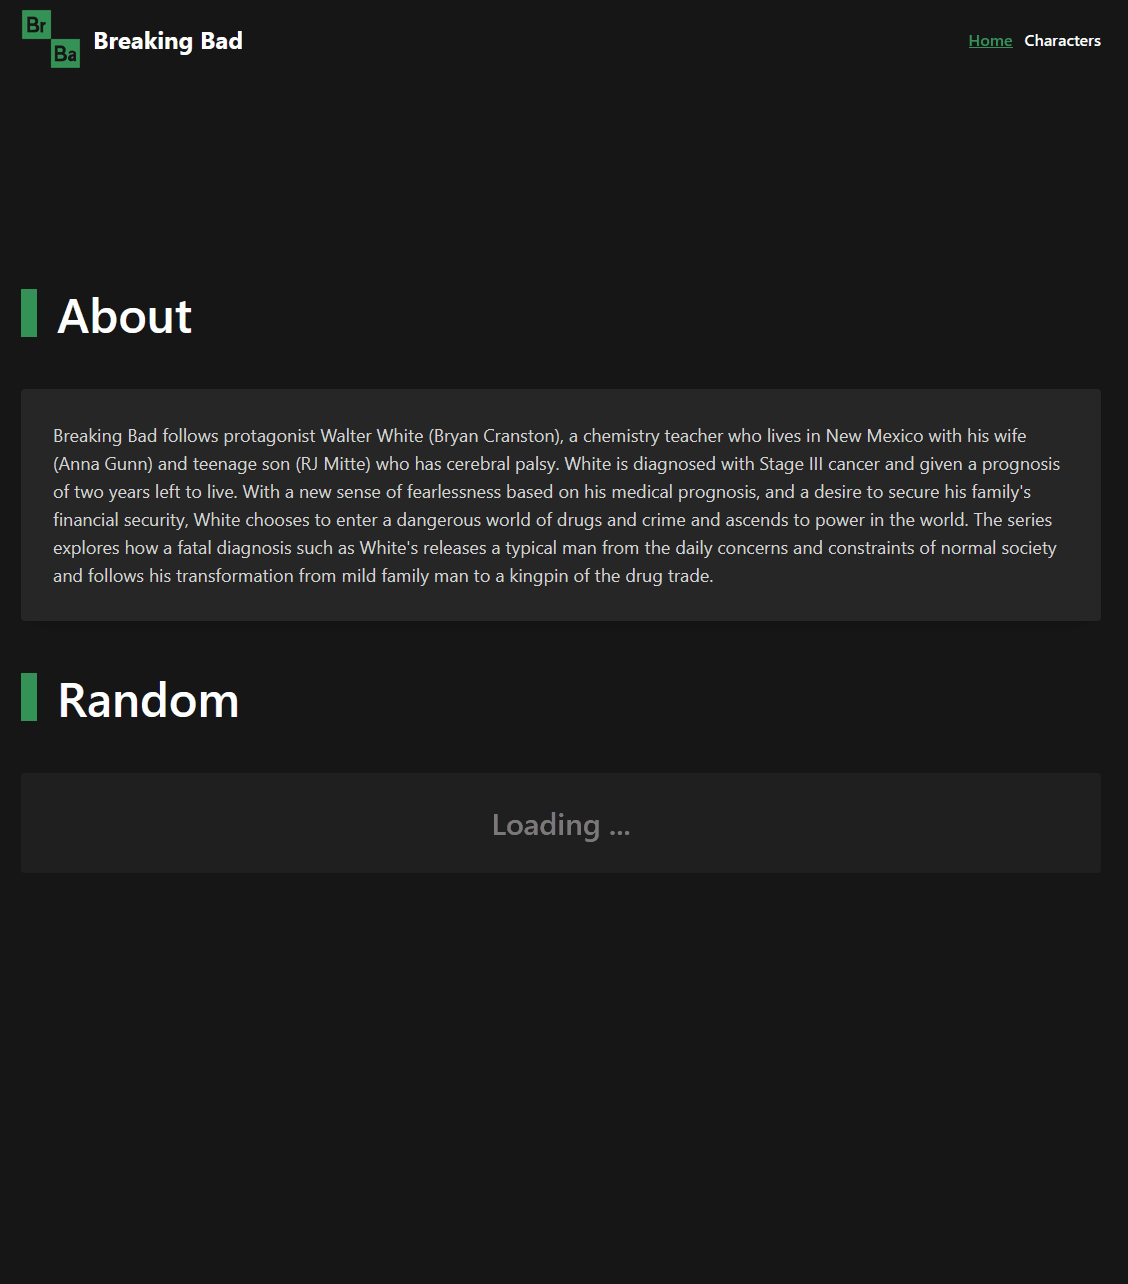 Br
Ba
Breaking Bad
Home Characters
About
Breaking Bad follows protagonist Walter White (Bryan Cranston), a chemistry teacher who lives in New Mexico with his wife
(Anna Gunn) and teenage son (RJ Mitte) who has cerebral palsy. White is diagnosed with Stage III cancer and given a prognosis
of two years left to live. With a new sense of fearlessness based on his medical prognosis, and a desire to secure his family's
financial security, White chooses to enter a dangerous world of drugs and crime and ascends to power in the world. The series
explores how a fatal diagnosis such as White's releases a typical man from the daily concerns and constraints of normal society
and follows his transformation from mild family man to a kingpin of the drug trade.
Random
Loading ...